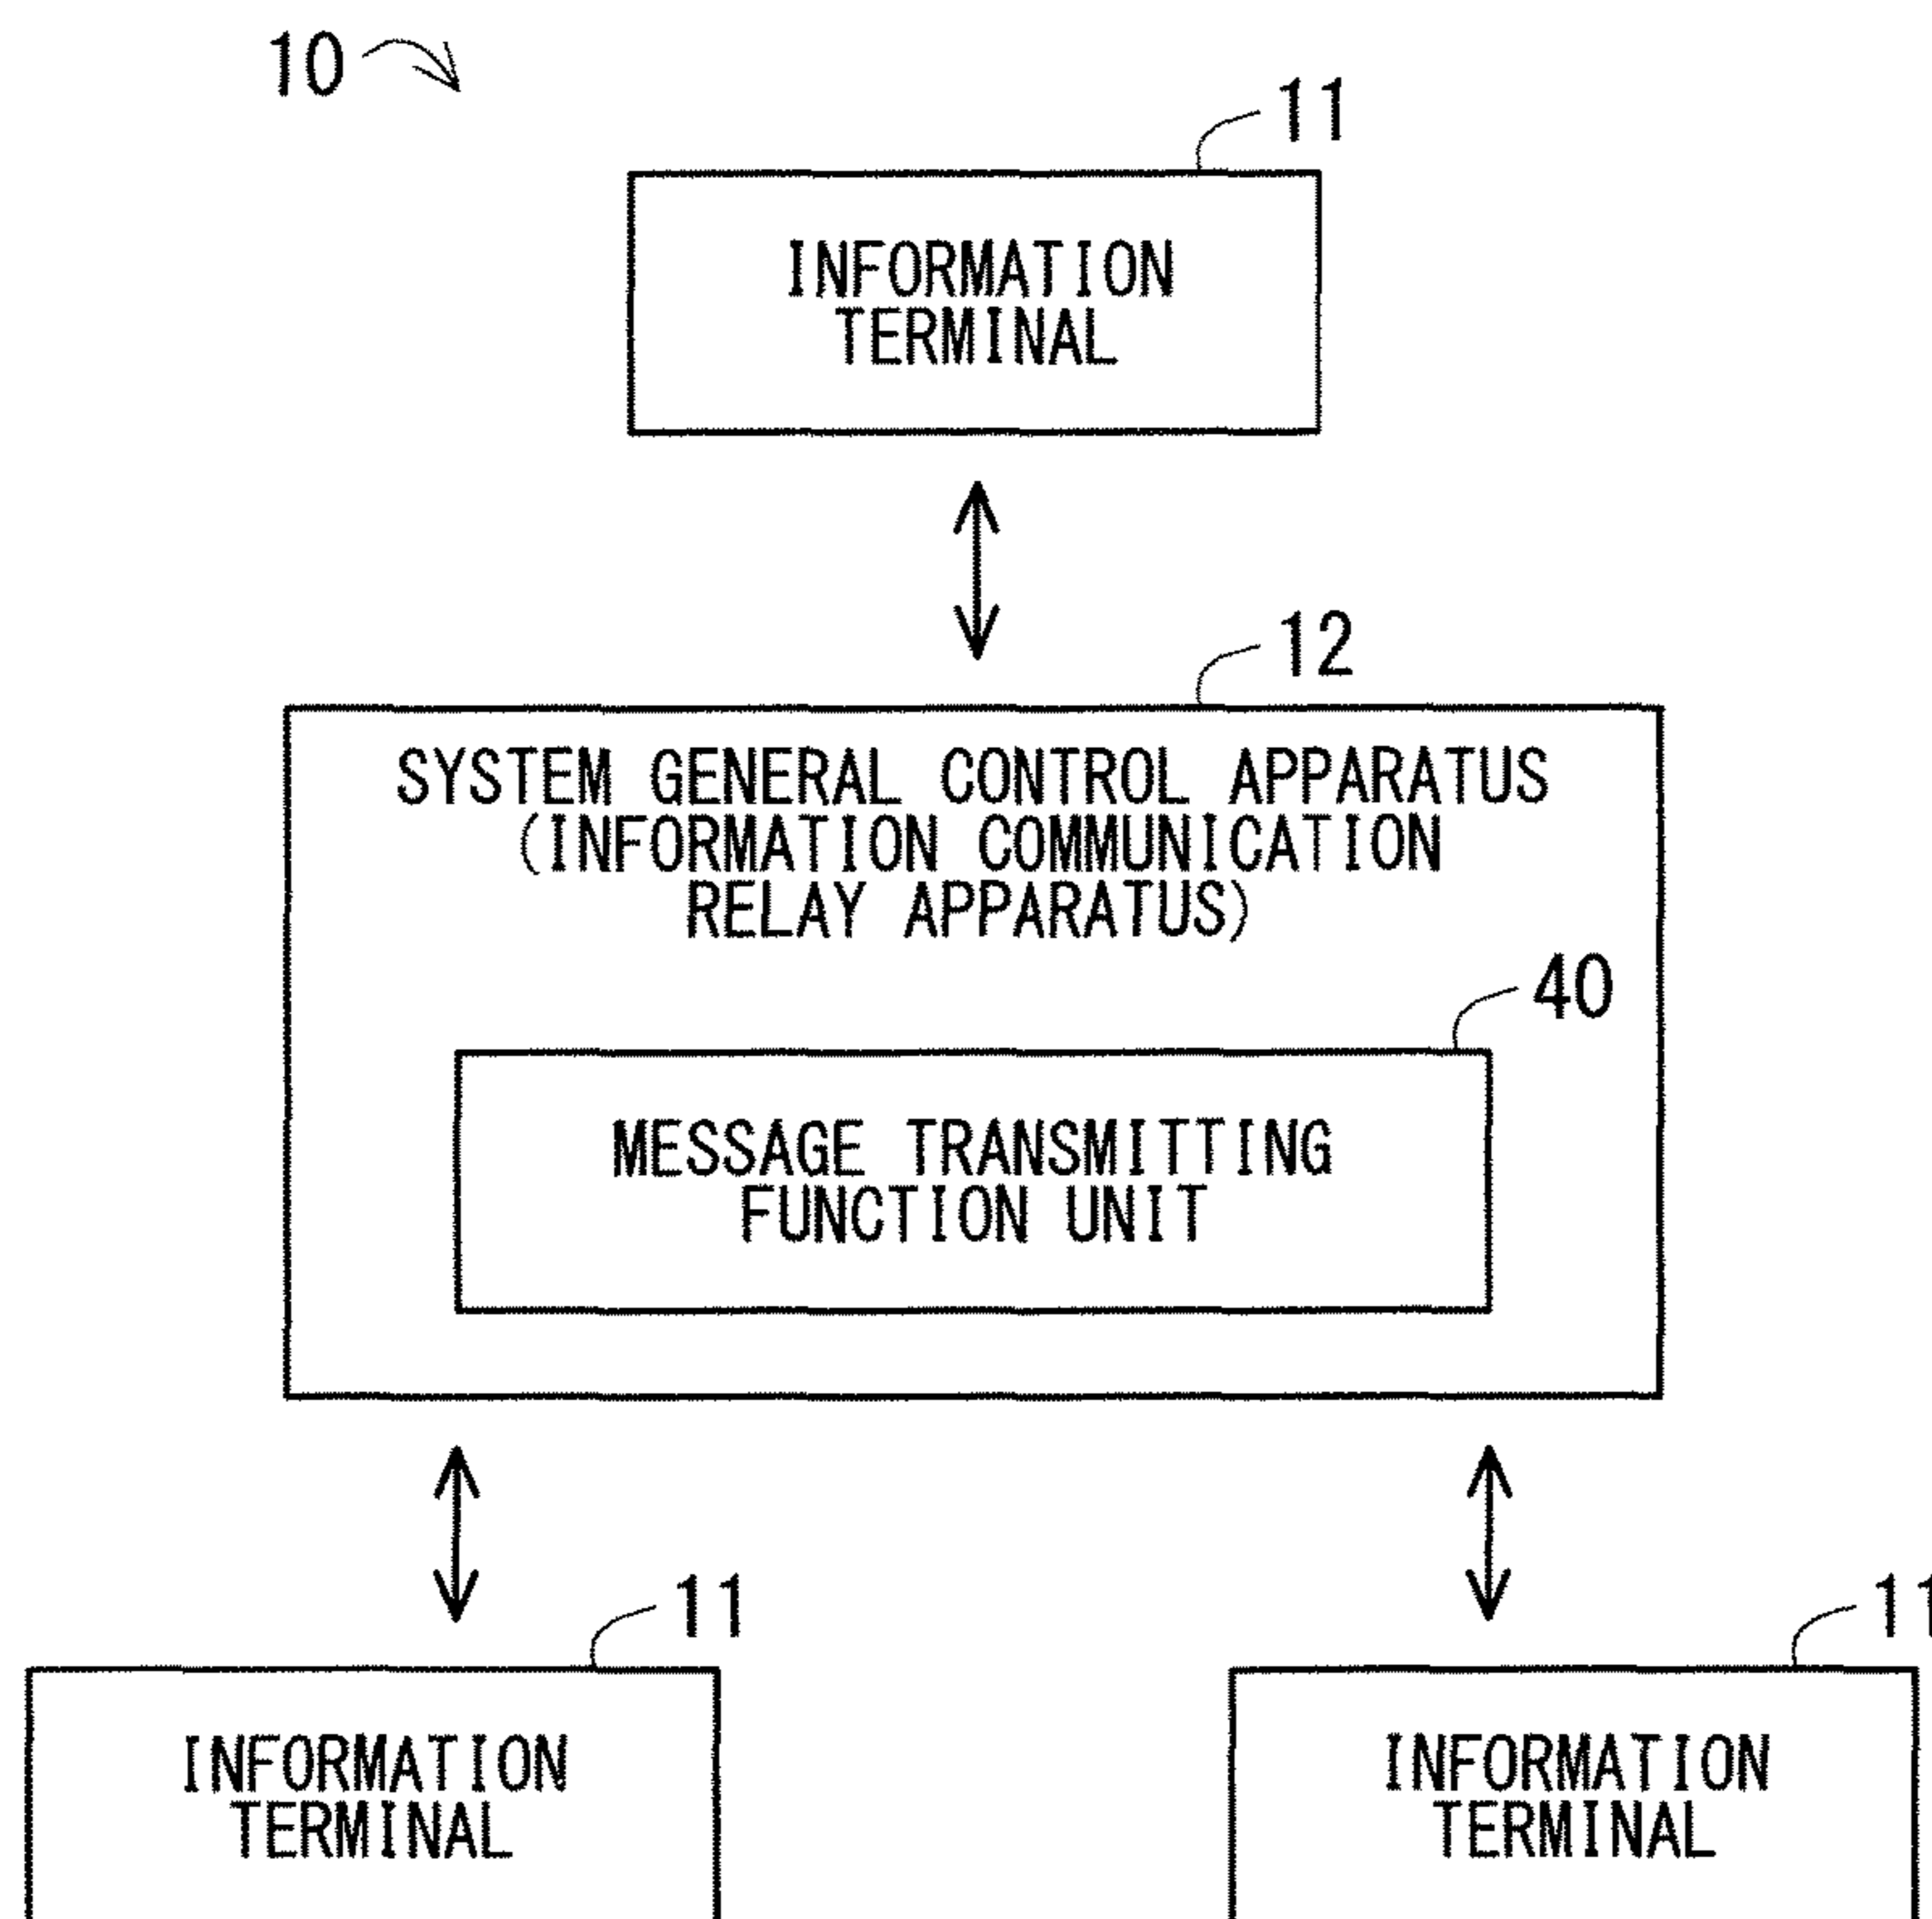 10
11
INFORMATION
TERMINAL
12
SYSTEM GENERAL CONTROL APPARATUS
(INFORMATION COMMUNICATION
RELAY APPARATUS)
40
MESSAGE TRANSMITTING
FUNCTION UNIT
11
11
INFORMATION
TERMINAL
INFORMATION
TERMINAL